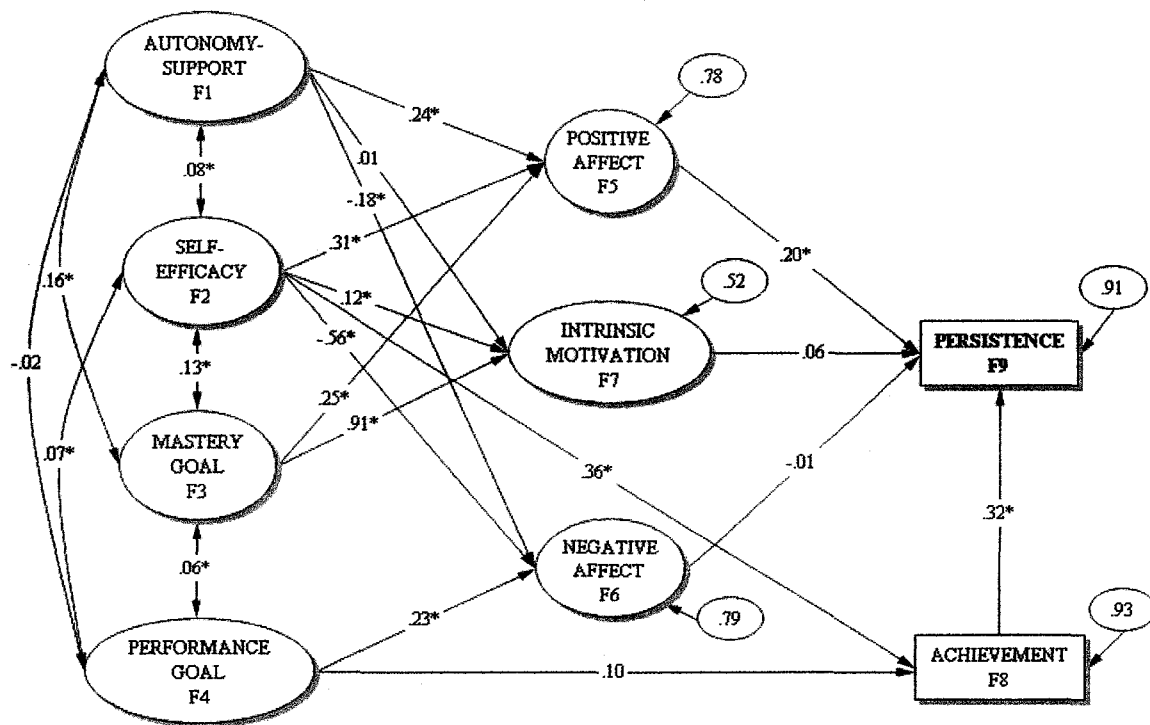 AUTONOMY-
SUPPORT
F1
.78
.24*
POSITIVE
AFFECT
F5
.01
.08*
-.18*
SELF-
EFFICACY
F2
.31*
.20*
.16*
.12*
.52
.91
-.56*
INTRINSIC
MOTIVATION
F7
.06
PERSISTENCE
F9
-.02
.13*
.25*
.91*
MASTERY
GOAL
F3
.07*
.36*
-.01
.32*
.06*
NEGATIVE
AFFECT
F6
.23*
.79
.93
PERFORMANCE
GOAL
F4
.10
ACHIEVEMENT
F8